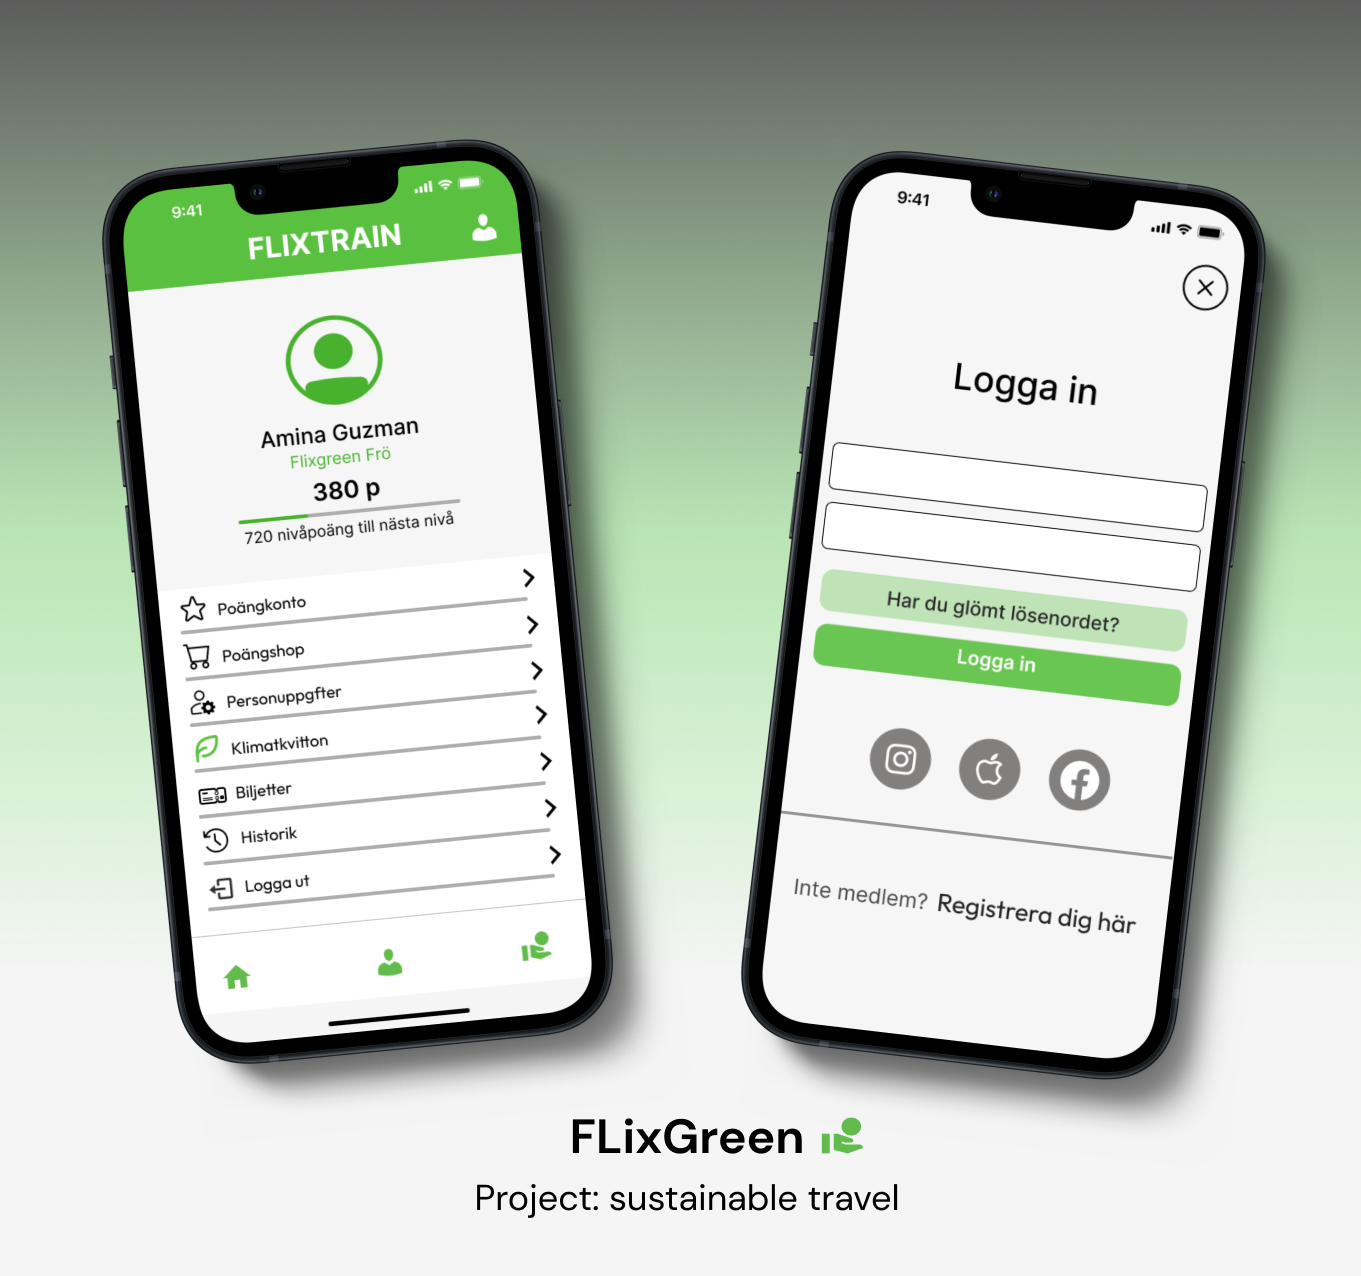 9:41
FLIXTRAIN
Amina Guzman
Flixgreen Frö
380 p
720 nivåpoäng till nästa nivå
Poängkonto
Poängshop
Personuppgfter
Klimatkvitton
Biljetter
Historik
Logga ut
9:41
Logga in
Har du glömt lösenordet?
Logga in
Inte medlem? Registrera dig här
FLixGreen
Project: sustainable travel